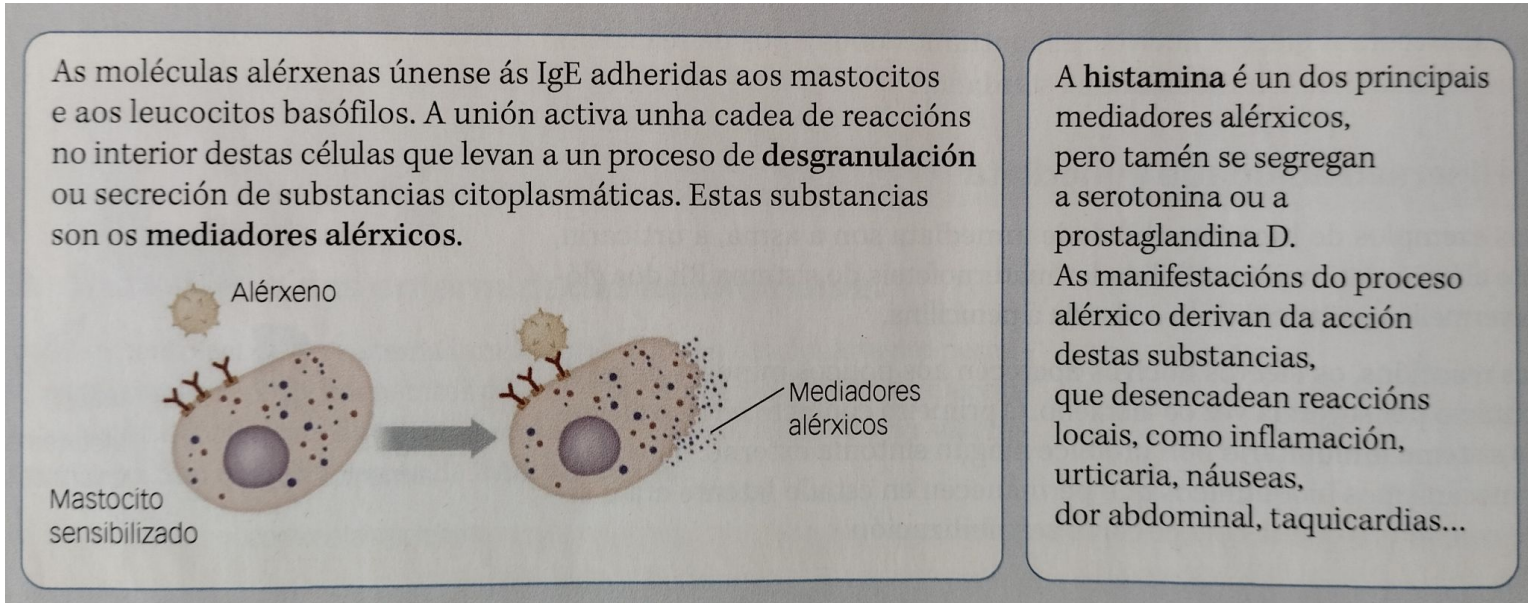 As moléculas alérxenas únense ás IgE adheridas aos mastocitos
e aos leucocitos basófilos. A unión activa unha cadea de reaccións
no interior destas células que levan a un proceso de desgranulación
ou secreción de substancias citoplasmáticas. Estas substancias
son os mediadores alérxicos.
Alérxeno
Mediadores
alérxicos
Mastocito
sensibilizado
A histamina é un dos principais
mediadores alérxicos,
pero tamén se segregan
a serotonina ou a
prostaglandina D.
As manifestacións do proceso
alérxico derivan da acción
destas substancias,
que desencadean reaccións
locais, como inflamación,
urticaria, náuseas,
dor abdominal, taquicardias...